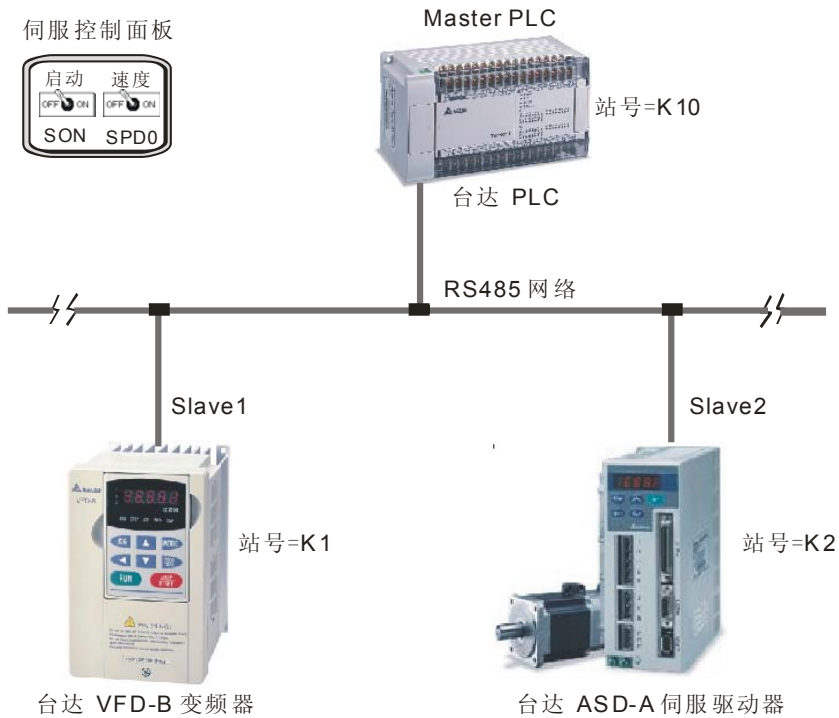 伺服控制面板
启动 速度
OFF ON OFF ON
SON SPD0
Master PLC
站号=K10
台达 PLC
RS485 网络
Slave1
Slave2
站号=K1
站号=K2
RUN
台达 VFD-B 变频器
台达 ASD-A 伺服驱动器